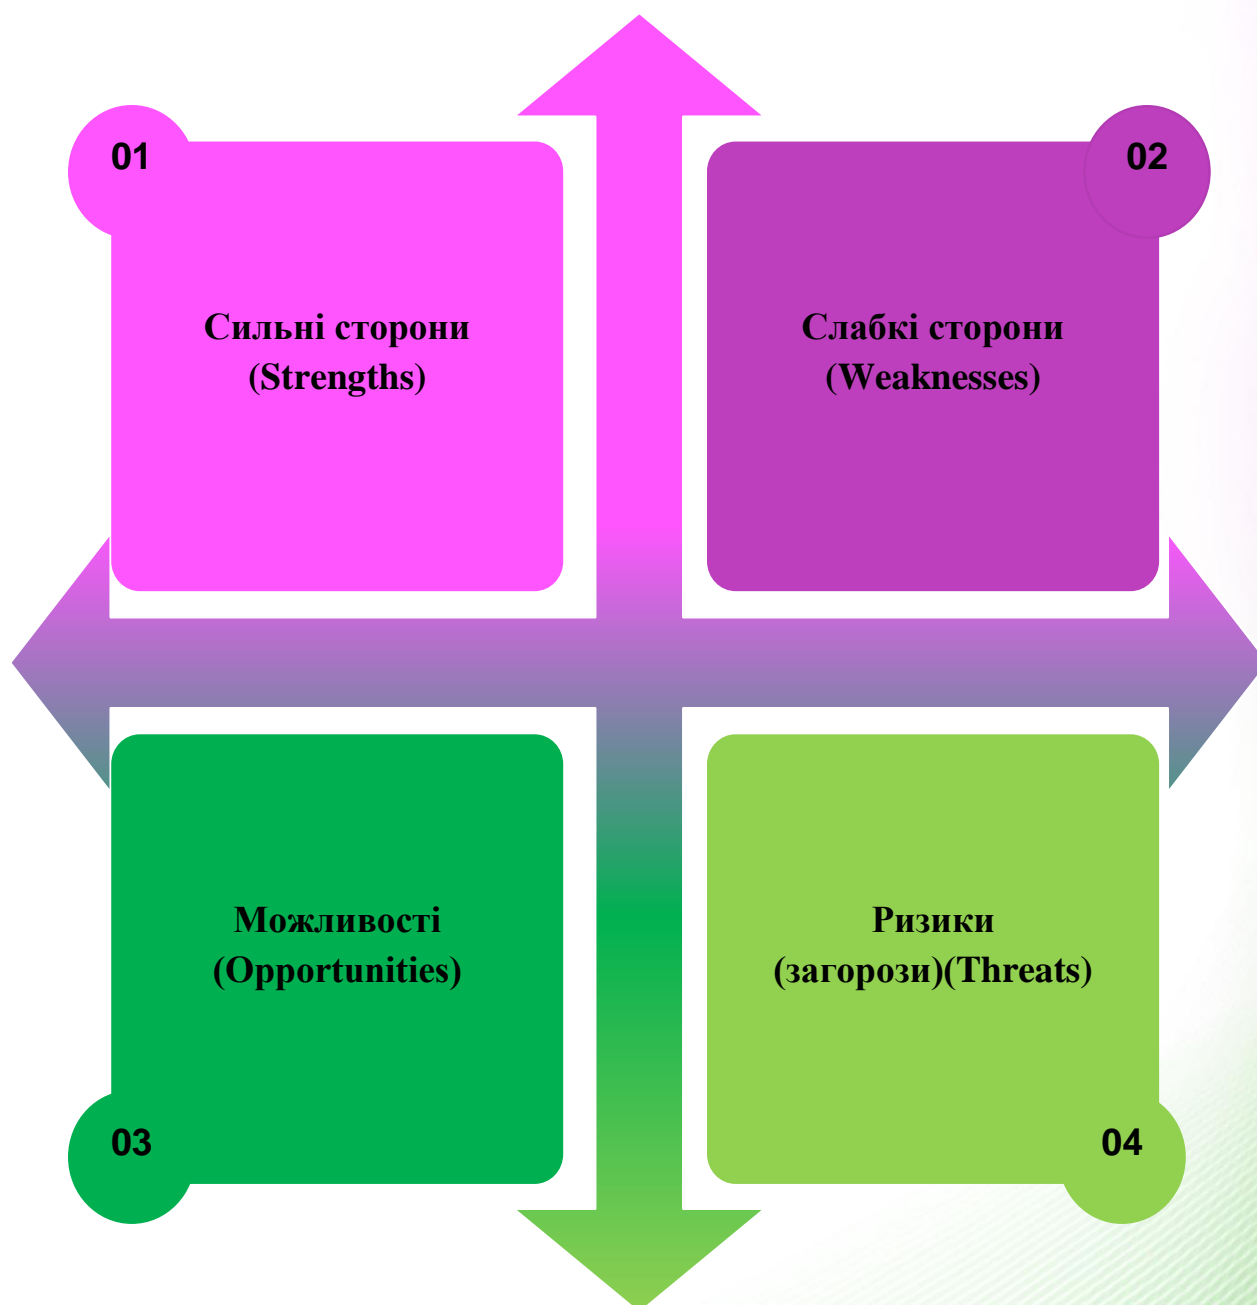 01
02
Сильні сторони
(Strengths)
Слабкі сторони
(Weaknesses)
Можливості
(Opportunities)
Ризики
(загорози)(Threats)
03
04